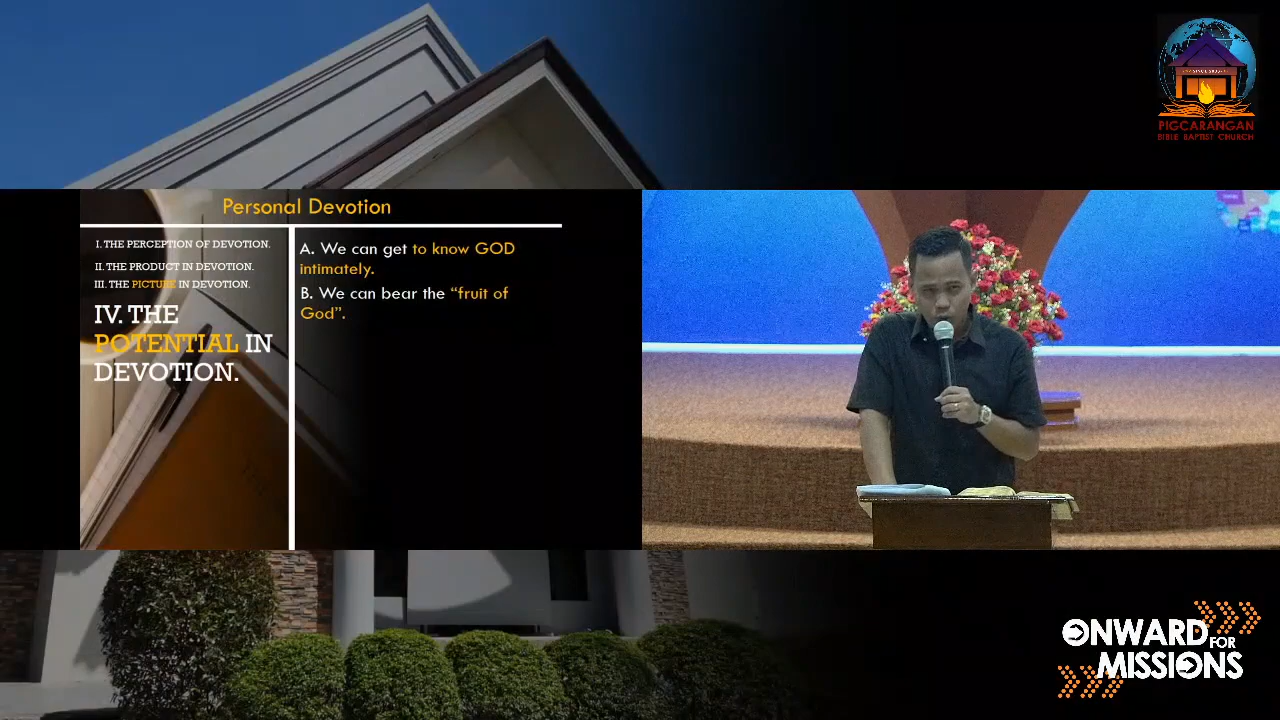 PIGCARANGAN
BIBLE BAPTIST CHURCH
Personal Devotion
I. THE PERCEPTION OF DEVOTION.
II. THE PRODUCT IN DEVOTION.
III. THE PICTURE IN DEVOTION.
IV. THE
POTENTIAL IN
DEVOTION.
A. We can get to know GOD
intimately.
B. We can bear the “fruit of
God”.
ONWARD FOR
MISSIONS